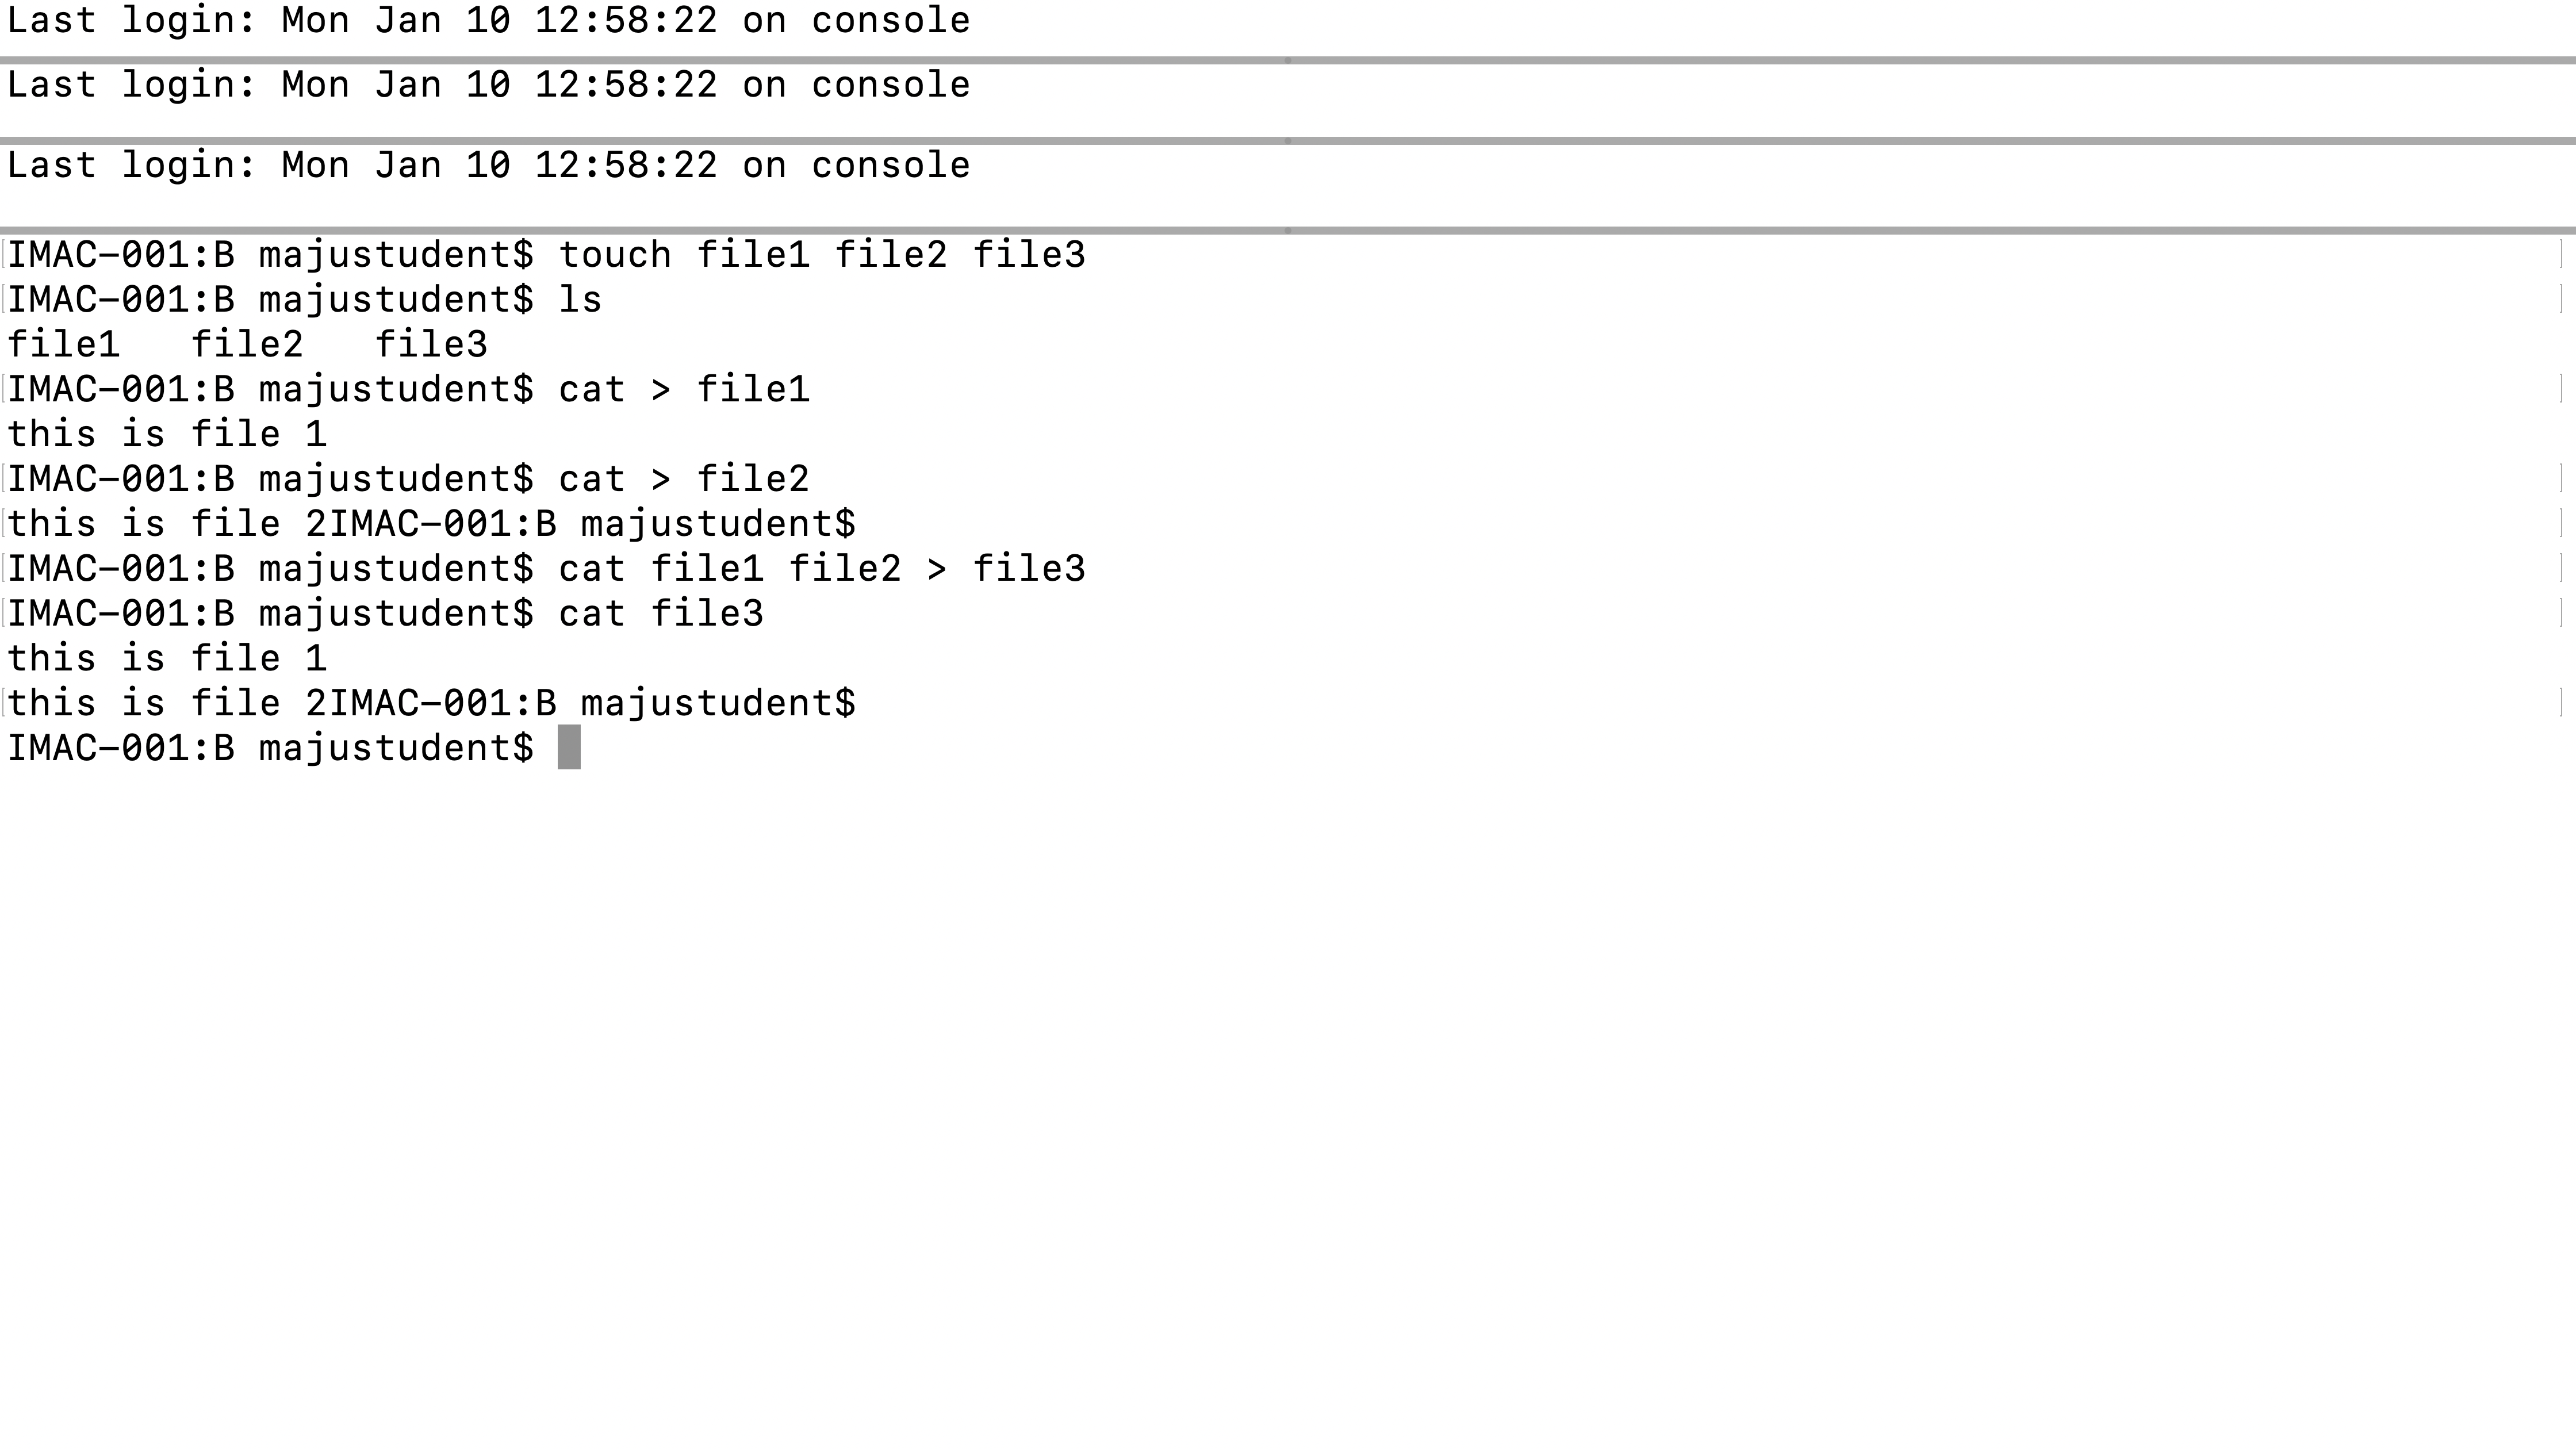 Last login: Mon Jan 10 12:58:22 on console
Last login: Mon Jan 10 12:58:22 on console
Last login: Mon Jan 10 12:58:22 on console
IMAC-001:B majustudent$ touch file1 file2 file3
IMAC-001:B majustudent$ ls
file1   file2   file3
IMAC-001:B majustudent$ cat > file1
this is file 1
IMAC-001:B majustudent$ cat > file2
this is file 2IMAC-001:B majustudent$
IMAC-001:B majustudent$ cat file1 file2 > file3
IMAC-001:B majustudent$ cat file3
this is file 1
this is file 2IMAC-001:B majustudent$
IMAC-001:B majustudent$